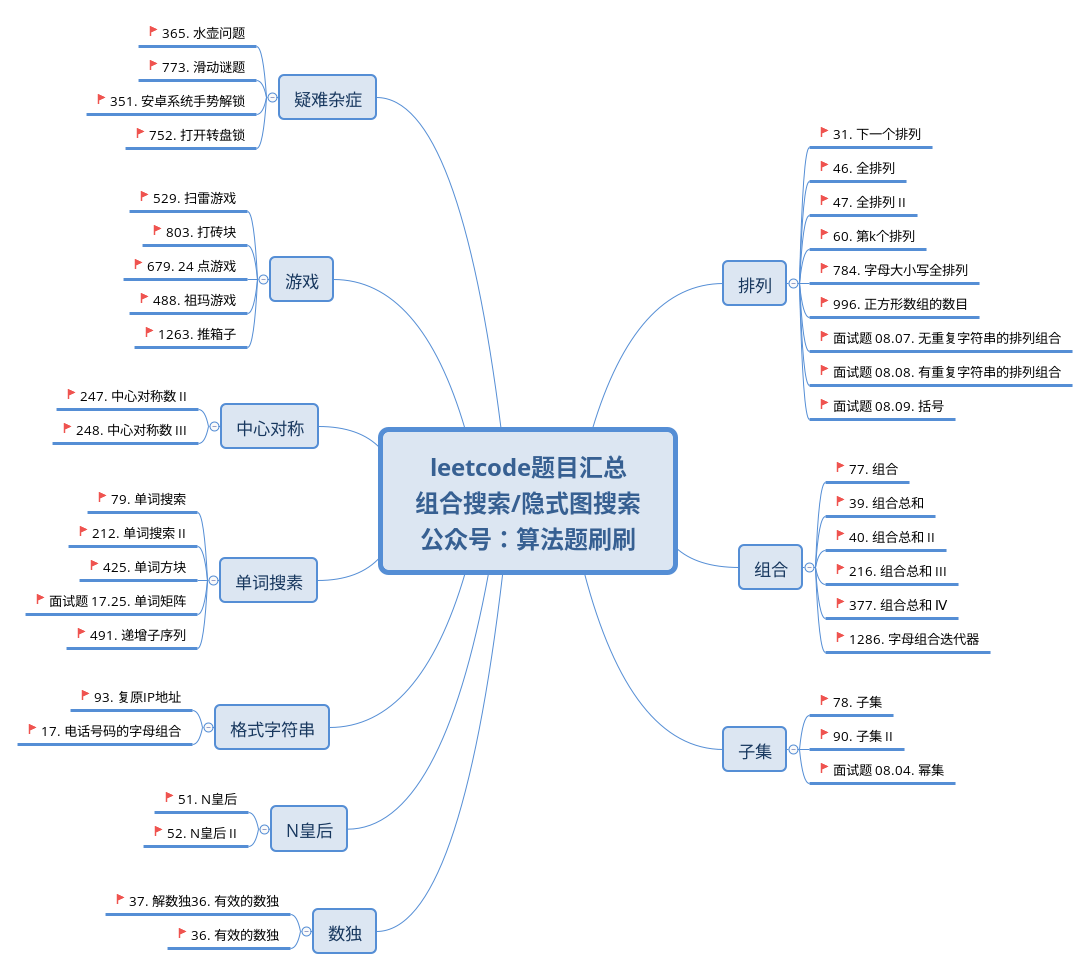 leetcode题目汇总
组合搜索/隐式图搜索
公众号：算法题刷刷
疑难杂症
365. 水壶问题
773. 滑动谜题
351. 安卓系统手势解锁
752. 打开转盘锁
游戏
529. 扫雷游戏
803. 打砖块
679. 24 点游戏
488. 祖玛游戏
1263. 推箱子
中心对称
247. 中心对称数 II
248. 中心对称数 III
单词搜素
79. 单词搜索
212. 单词搜索 II
425. 单词方块
面试题 17.25. 单词矩阵
491. 递增子序列
格式字符串
93. 复原IP地址
17. 电话号码的字母组合
N皇后
51. N皇后
52. N皇后 II
数独
37. 解数独36. 有效的数独
36. 有效的数独
排列
31. 下一个排列
46. 全排列
47. 全排列 II
60. 第k个排列
784. 字母大小写全排列
996. 正方形数组的数目
面试题 08.07. 无重复字符串的排列组合
面试题 08.08. 有重复字符串的排列组合
面试题 08.09. 括号
组合
77. 组合
39. 组合总和
40. 组合总和 II
216. 组合总和 III
377. 组合总和 Ⅳ
1286. 字母组合迭代器
子集
78. 子集
90. 子集 II
面试题 08.04. 幂集